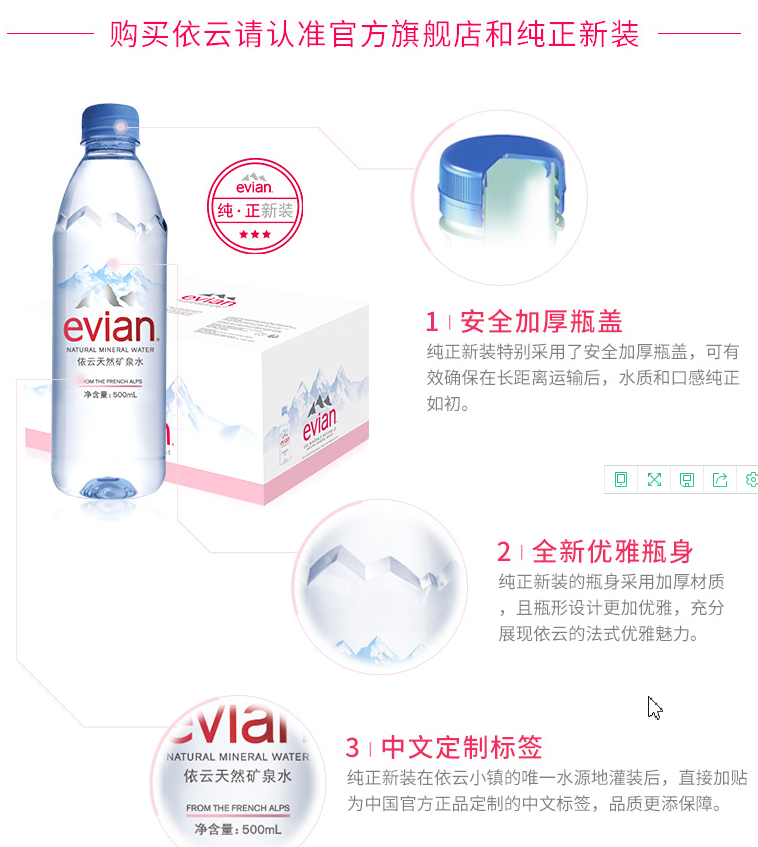 购买依云请认准官方旗舰店和纯正新装
evian
纯·正新装
evian
evian.
NATURAL MINERAL WATER
依云天然矿泉水
FROM THE FRENCH ALPS
净含量:500mL
evian
1 安全加厚瓶盖
纯正新装特别采用了安全加厚瓶盖，可有
效确保在长距离运输后，水质和口感纯正
如初。
2 全新优雅瓶身
纯正新装的瓶身采用加厚材质
，且瓶形设计更加优雅，充分
展现依云的法式优雅魅力。
evian
NATURAL MINERAL WATER
依云天然矿泉水
FROM THE FRENCH ALPS
净含量:500mL
3 中文定制标签
纯正新装在依云小镇的唯一水源地灌装后，直接加贴
为中国官方正品定制的中文标签，品质更添保障。